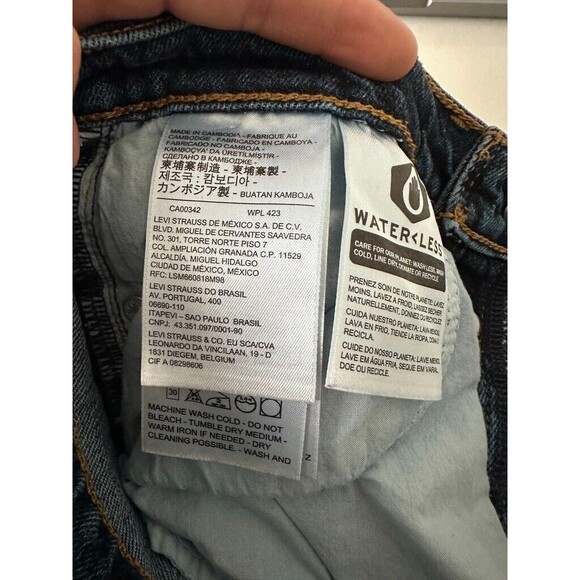 MADE IN CAMBODIA - FABRIQUE AU
CAMBODGE - FABRICADO EN CAMBOYA -
FABRICADO NO CAMBOJA -
KAMBOÇYA' DA ÜRETİLMİŞTİR -
СДЕЛАНО В КАМБОДЖЕ -
柬埔寨制造 - 柬埔寨製 -
제조국 : 캄보디아 -
カンボジア製 - BUATAN KAMBOJA
CA00342 WPL 423
LEVI STRAUSS DE MÉXICO S.A. DE C.V.
BLVD. MIGUEL DE CERVANTES SAAVEDRA
NO. 301, TORRE NORTE PISO 7
COL. AMPLIACIÓN GRANADA C.P. 11529
ALCALDÍA. MIGUEL HIDALGO
CIUDAD DE MÉXICO, MÉXICO
RFC: LSM660818M98
LEVI STRAUSS DO BRASIL
AV. PORTUGAL, 400
06690-110
ITAPEVI - SAO PAULO BRASIL
CNPJ: 43.351.097/0001-90
LEVI STRAUSS & CO. EU SCA/CVA
LEONARDO DA VINCILAAN, 19 - D
1831 DIEGEM, BELGIUM
CIF A 08298606
30
MACHINE WASH COLD - DO NOT
BLEACH - TUMBLE DRY MEDIUM -
WARM IRON IF NEEDED - DRY
CLEANING POSSIBLE. - WASH AND
N
WATER<LESS
CARE FOR OUR PLANET: WASH LESS, WASH
COLD, LINE DRY, DONATE OR RECYCLE
PRENEZ SOIN DE NOTRE PLANÈTE: LAVEZ
MOINS, LAVEZ À FROID, LAISSEZ SÉCHER
NATURELLEMENT, DONNEZ OU RECYCLEZ.
CUIDA NUESTRO PLANETA: LAVA MENOS,
LAVA EN FRÍO, TIENDE LA ROPA, DONA O
RECICLA.
CUIDE DO NOSSO PLANETA: LAVE MENOS,
LAVE EM ÁGUA FRIA, SEQUE EM VARAL,
DOE OU RECICLE.